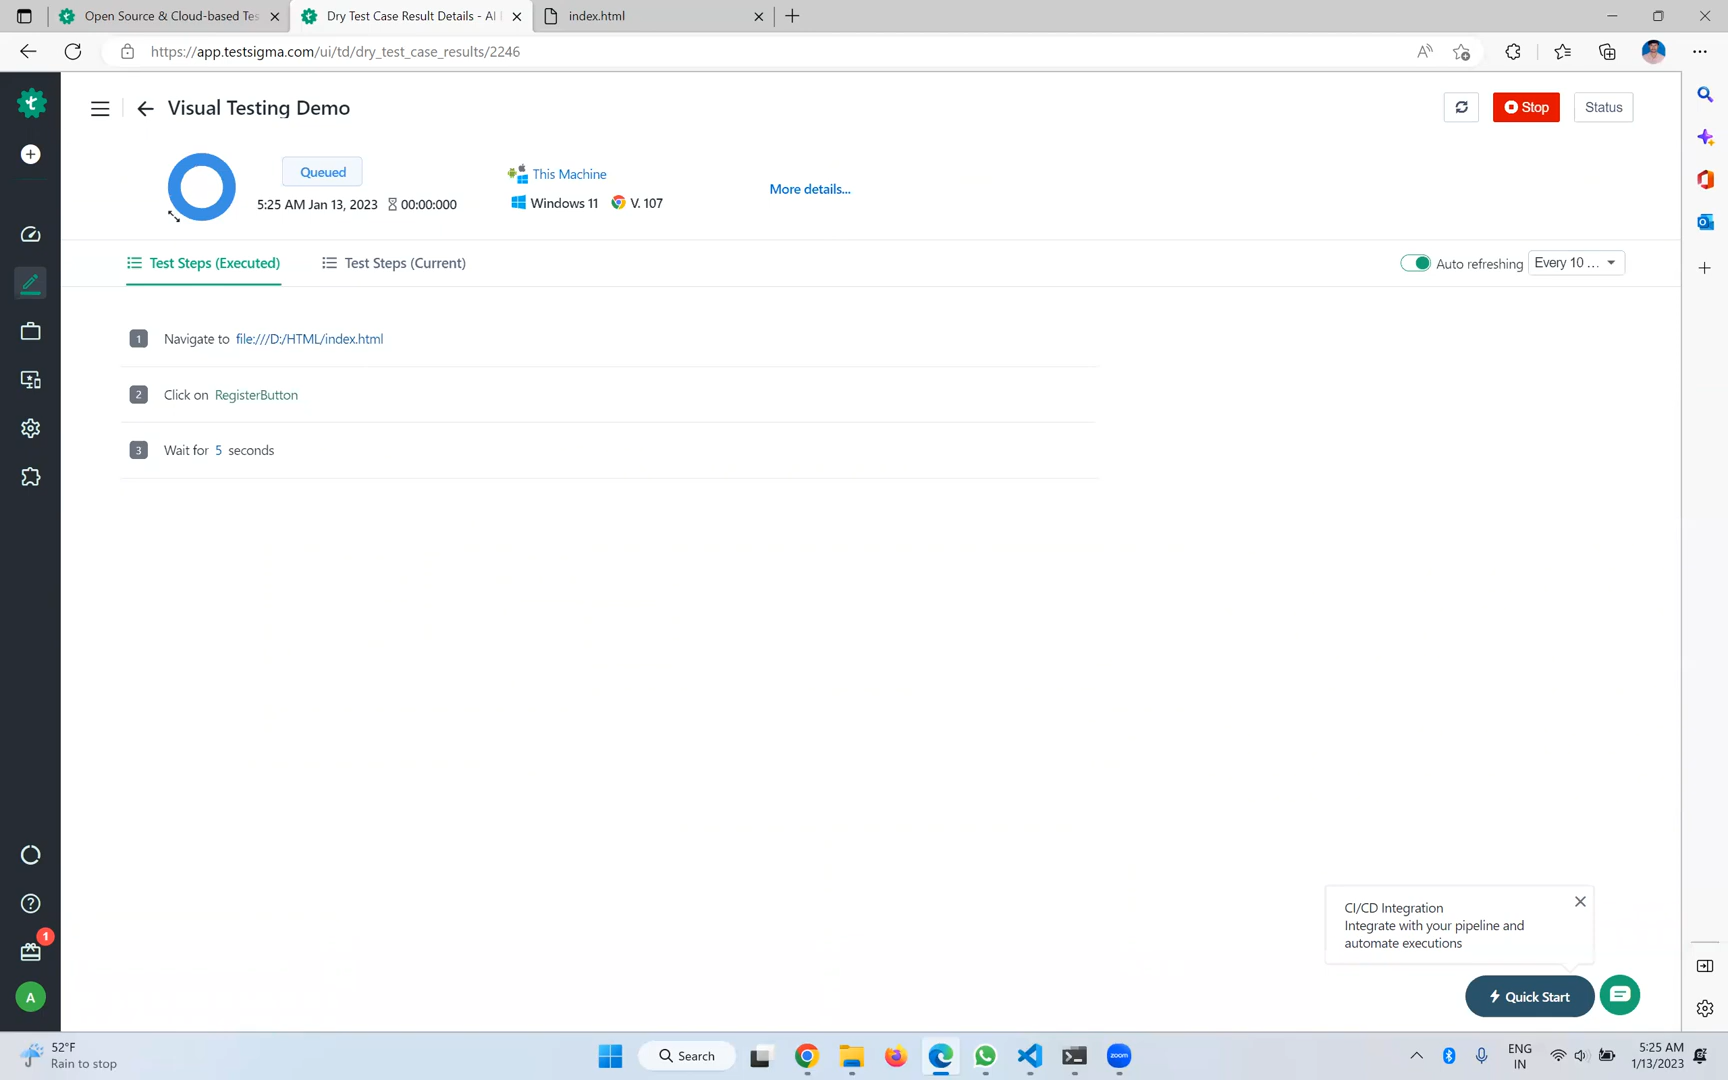 Open Source & Cloud-based Tes
Dry Test Case Result Details - AI
index.html
https://app.testsigma.com/ui/td/dry_test_case_results/2246
Visual Testing Demo
Stop
Status
Queued
5:25 AM Jan 13, 2023
00:00:000
This Machine
Windows 11
V. 107
More details...
Test Steps (Executed)
Test Steps (Current)
Auto refreshing
Every 10 ...
1 Navigate to file:///D:/HTML/index.html
2 Click on RegisterButton
3 Wait for 5 seconds
CI/CD Integration
Integrate with your pipeline and
automate executions
Quick Start
1
A
52°F
Rain to stop
Search
zoom
ENG
IN
5:25 AM
1/13/2023